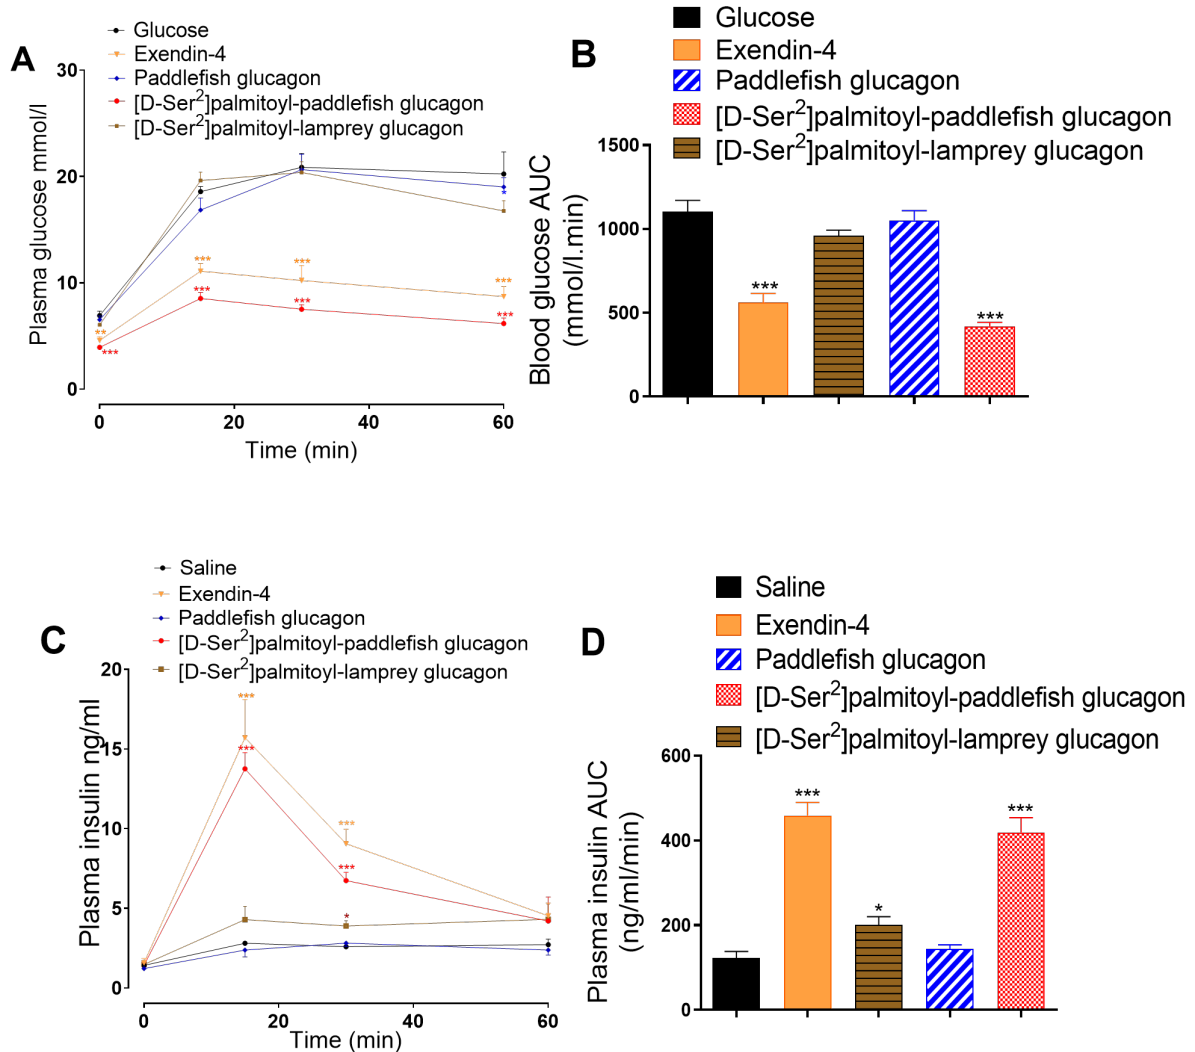 A
Glucose
Exendin-4
Paddlefish glucagon
[D-Ser2]palmitoyl-paddlefish glucagon
[D-Ser2]palmitoyl-lamprey glucagon
Plasma glucose mmol/l
30
20
10
0
***
***
***
***
***
***
*
**
***
0
20
40
60
Time (min)
B
Glucose
Exendin-4
Paddlefish glucagon
[D-Ser2]palmitoyl-paddlefish glucagon
[D-Ser2]palmitoyl-lamprey glucagon
Blood glucose AUC
(mmol/l.min)
1500
1000
500
0
***
***
C
Saline
Exendin-4
Paddlefish glucagon
[D-Ser2]palmitoyl-paddlefish glucagon
[D-Ser2]palmitoyl-lamprey glucagon
Plasma insulin ng/ml
20
15
10
5
0
***
***
***
***
*
0
20
40
60
Time (min)
D
Saline
Exendin-4
Paddlefish glucagon
[D-Ser2]palmitoyl-paddlefish glucagon
[D-Ser2]palmitoyl-lamprey glucagon
Plasma insulin AUC
(ng/ml/min)
600
400
200
0
***
*
***